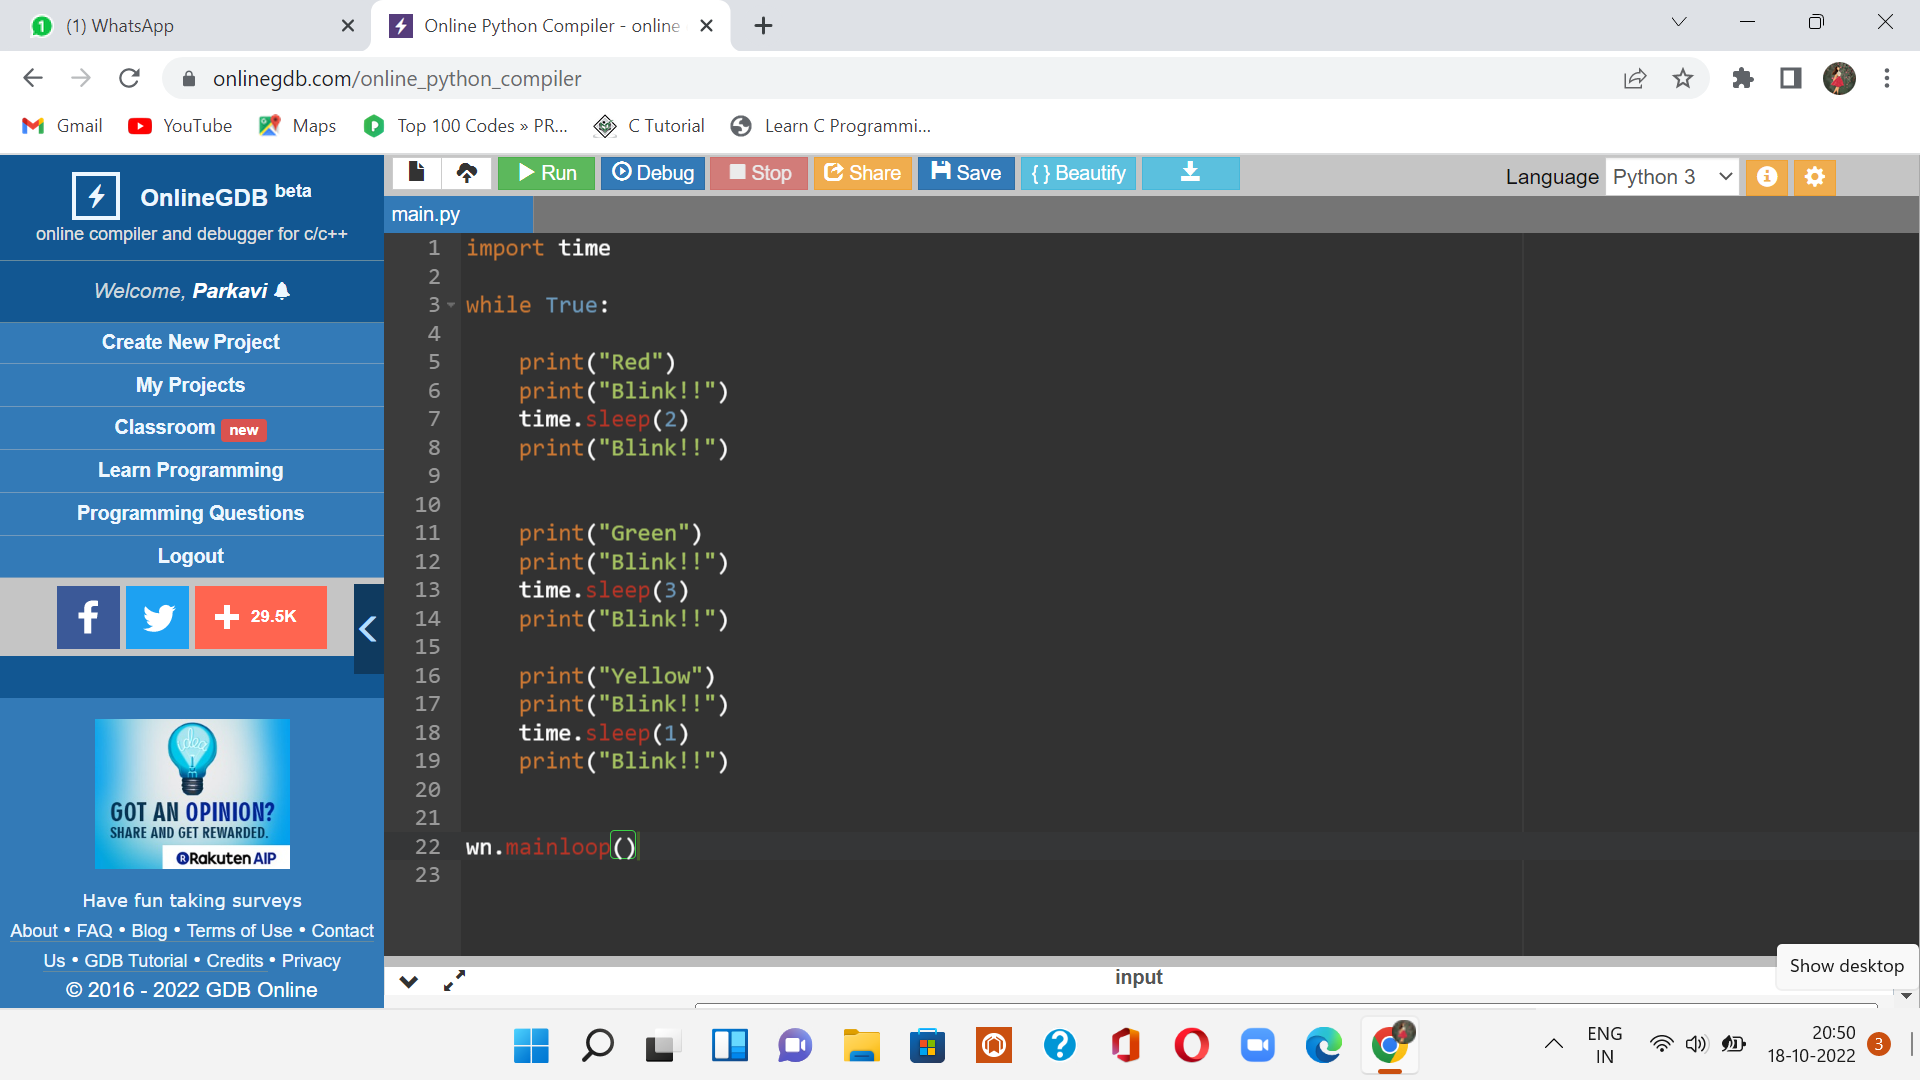 (1) WhatsApp
Online Python Compiler - online
onlinegdb.com/online_python_compiler
Gmail
YouTube
Maps
Top 100 Codes » PR...
C Tutorial
Learn C Programmi...
OnlineGDB beta
online compiler and debugger for c/c++
Welcome, Parkavi
Create New Project
My Projects
Classroom new
Learn Programming
Programming Questions
Logout
29.5K
idea
GOT AN OPINION?
SHARE AND GET REWARDED.
Rakuten AIP
Have fun taking surveys
About • FAQ • Blog • Terms of Use • Contact
Us • GDB Tutorial • Credits • Privacy
© 2016 - 2022 GDB Online
Run
Debug
Stop
Share
Save
{ } Beautify
Language Python 3
main.py
1 import time
2
3 while True:
4
5 print("Red")
6 print("Blink!!")
7 time.sleep(2)
8 print("Blink!!")
9
10
11 print("Green")
12 print("Blink!!")
13 time.sleep(3)
14 print("Blink!!")
15
16 print("Yellow")
17 print("Blink!!")
18 time.sleep(1)
19 print("Blink!!")
20
21
22 wn.mainloop()
23
input
Show desktop
ENG
IN
20:50
18-10-2022
3